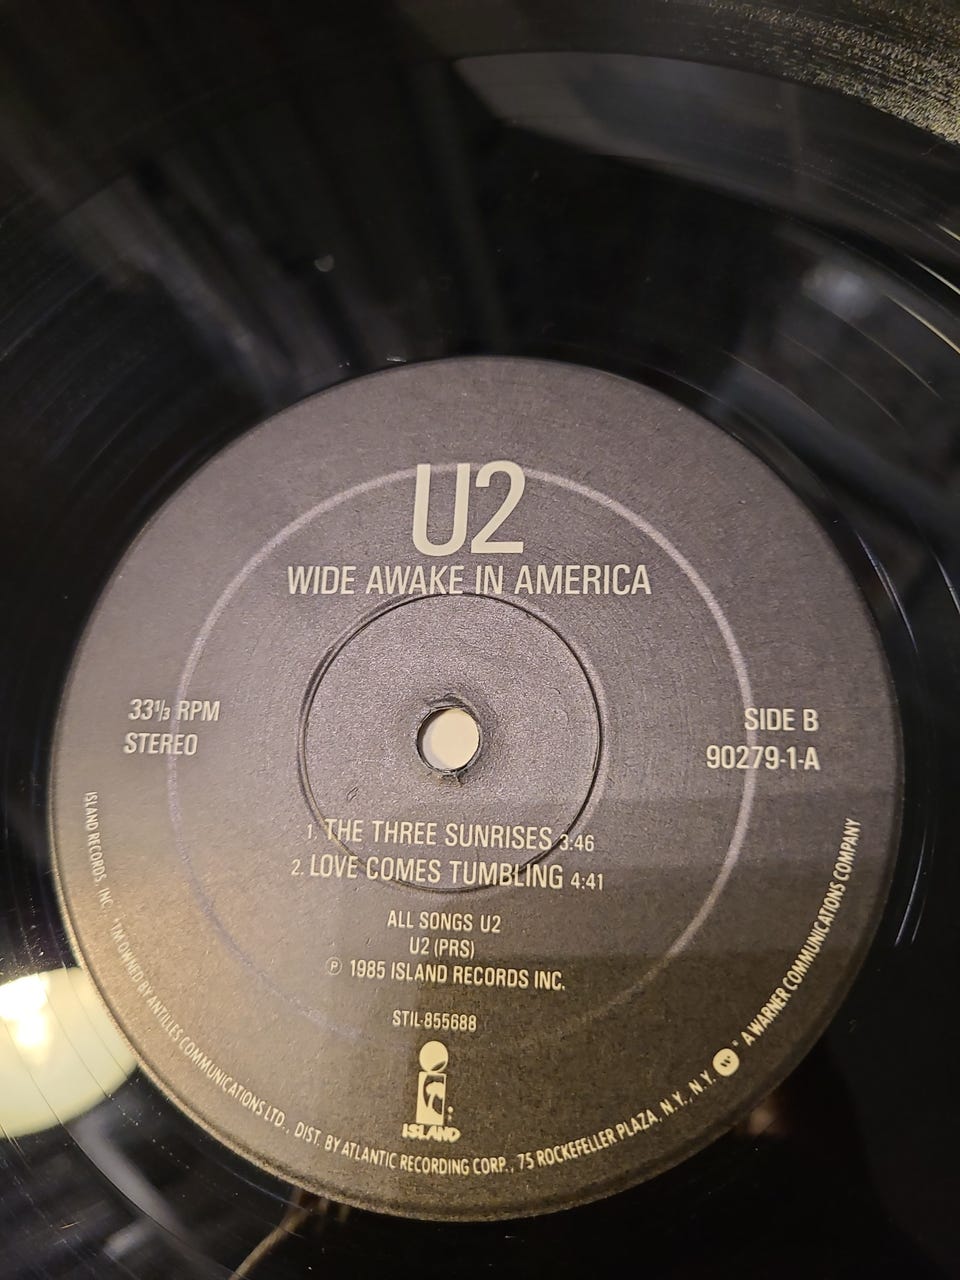 U2
WIDE AWAKE IN AMERICA
33⅓ RPM
STEREO
SIDE B
90279-1-A
1. THE THREE SUNRISES 3:46
2. LOVE COMES TUMBLING 4:41
ALL SONGS U2
U2 (PRS)
℗ 1985 ISLAND RECORDS INC.
STIL-855688
ISLAND
ISLAND RECORDS, INC., TM OWNED BY ANTILLES COMMUNICATIONS LTD., DIST. BY ATLANTIC RECORDING CORP., 75 ROCKEFELLER PLAZA, N.Y., N.Y. W ® A WARNER COMMUNICATIONS COMPANY